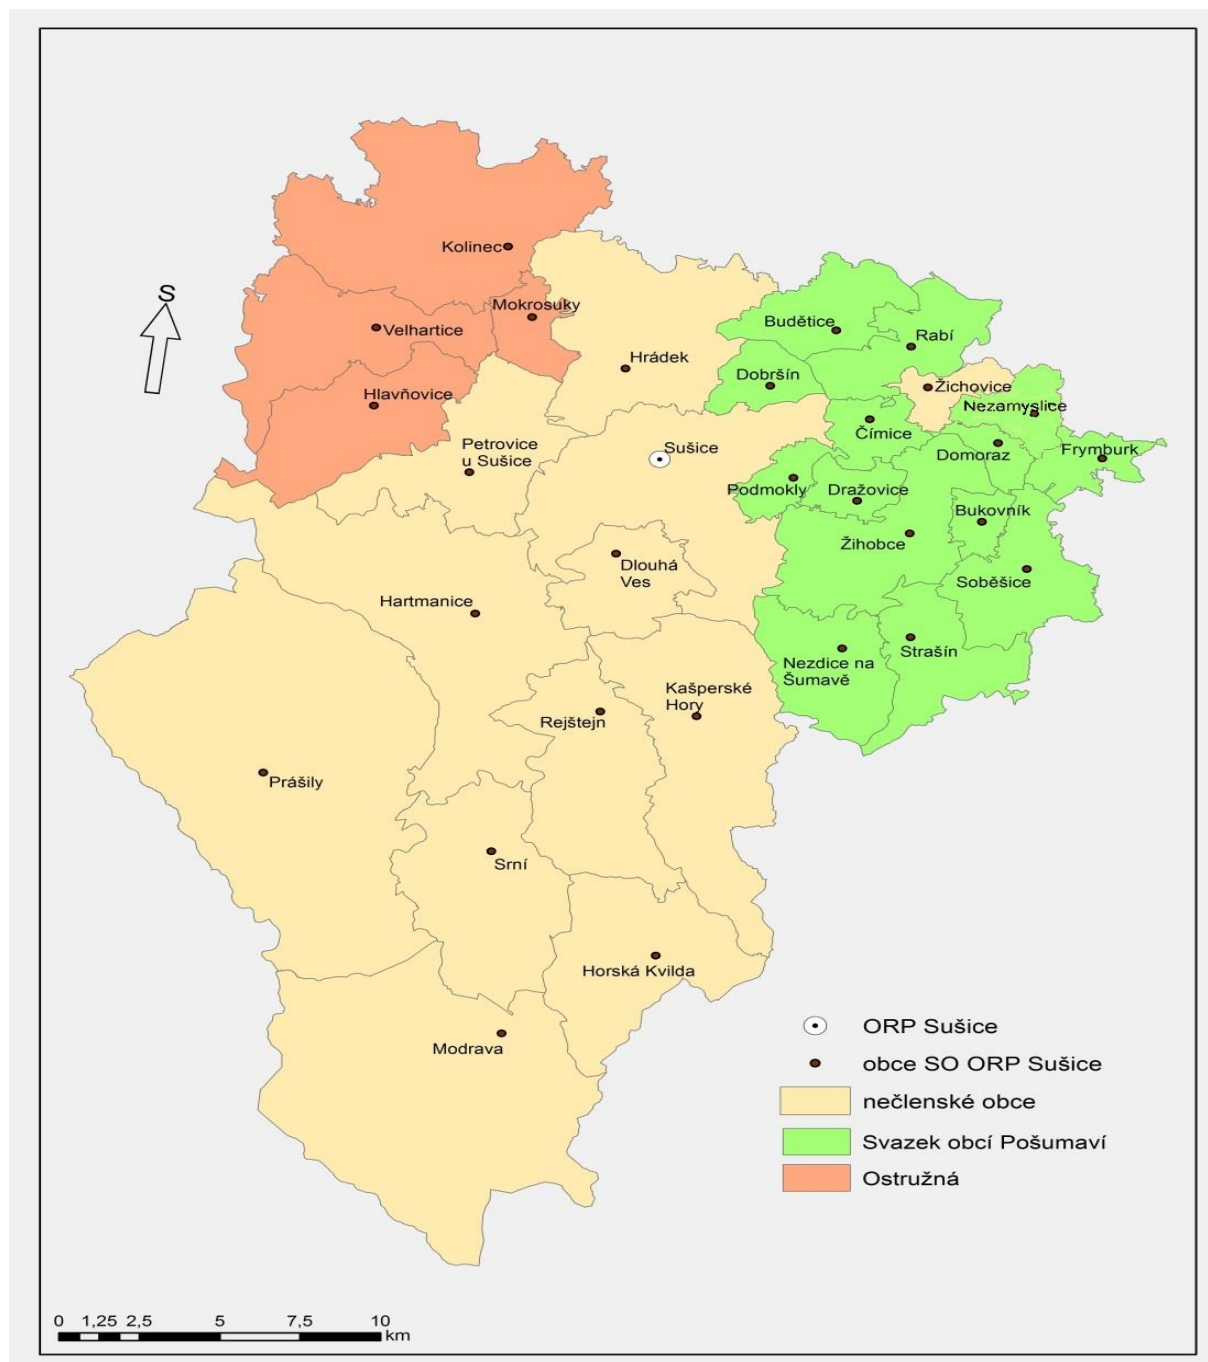 S
Kolinec
Mokrosuky
Velhartice
Hlavňovice
Hrádek
Budětice
Rabí
Dobršín
Žichovice
Nezamyslice
Čímice
Domoraz
Frymburk
Petrovice
u Sušice
Sušice
Podmokly
Dražovice
Bukovník
Žihobce
Soběšice
Dlouhá
Ves
Hartmanice
Strašín
Nezdice na
Šumavě
Kašperské
Hory
Rejštejn
Prášily
Srní
Horská Kvilda
Modrava
ORP Sušice
obce SO ORP Sušice
nečlenské obce
Svazek obcí Pošumaví
Ostružná
0 1,25 2,5 5 7,5 10
km